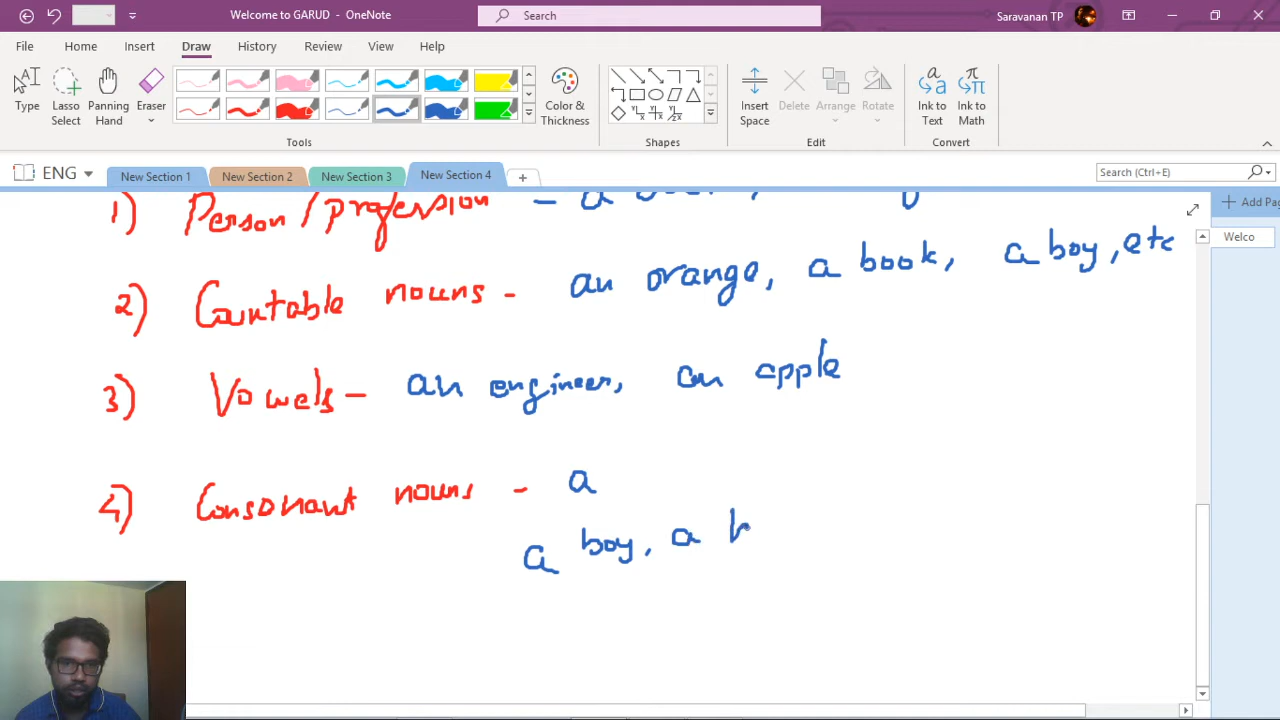 Welcome to GARUD - OneNote
Search
Saravanan TP
File Home Insert Draw View History Review View Help
Type
Lasso Select
Panning Hand
Eraser
Color & Thickness
Insert Space
Delete
Arrange
Rotate
Ink to Text
Ink to Math
Tools
Shapes
Edit
Convert
ENG
New Section 1
New Section 2
New Section 3
New Section 4
Search (Ctrl+E)
Add Pag
Welco
1) Person/profession - a
2) Countable nouns - an orange, a book, a boy, etc
3) Vowels - an engineer, an apple
4) Consonant nouns - a
a boy, a